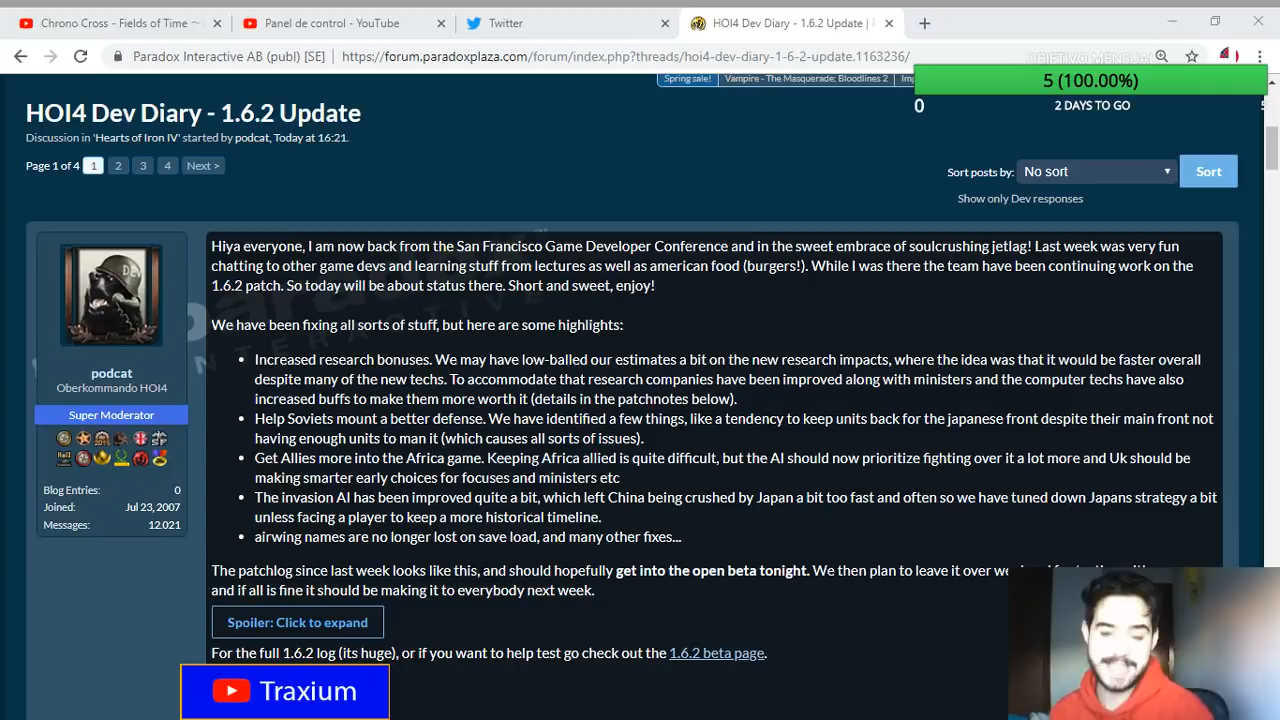 Chrono Cross - Fields of Time ~
Panel de control - YouTube
Twitter
HOI4 Dev Diary - 1.6.2 Update |
Paradox Interactive AB (publ) [SE]
https://forum.paradoxplaza.com/forum/index.php?threads/hoi4-dev-diary-1-6-2-update.1163236/
OBJETIVO MENSUAL
Spring sale!
Vampire - The Masquerade: Bloodlines 2
5 (100.00%)
0
2 DAYS TO GO
HOI4 Dev Diary - 1.6.2 Update
Discussion in 'Hearts of Iron IV' started by podcat, Today at 16:21.
Page 1 of 4 1 2 3 4 Next >
Sort posts by: No sort Sort
Show only Dev responses
podcat
Oberkommando HOI4
Super Moderator
Blog Entries: 0
Joined: Jul 23, 2007
Messages: 12.021
Hiya everyone, I am now back from the San Francisco Game Developer Conference and in the sweet embrace of soulcrushing jetlag! Last week was very fun
chatting to other game devs and learning stuff from lectures as well as american food (burgers!). While I was there the team have been continuing work on the
1.6.2 patch. So today will be about status there. Short and sweet, enjoy!
We have been fixing all sorts of stuff, but here are some highlights:
• Increased research bonuses. We may have low-balled our estimates a bit on the new research impacts, where the idea was that it would be faster overall
despite many of the new techs. To accommodate that research companies have been improved along with ministers and the computer techs have also
increased buffs to make them more worth it (details in the patchnotes below).
• Help Soviets mount a better defense. We have identified a few things, like a tendency to keep units back for the japanese front despite their main front not
having enough units to man it (which causes all sorts of issues).
• Get Allies more into the Africa game. Keeping Africa allied is quite difficult, but the AI should now prioritize fighting over it a lot more and Uk should be
making smarter early choices for focuses and ministers etc
• The invasion AI has been improved quite a bit, which left China being crushed by Japan a bit too fast and often so we have tuned down Japans strategy a bit
unless facing a player to keep a more historical timeline.
• airwing names are no longer lost on save load, and many other fixes...
The patchlog since last week looks like this, and should hopefully get into the open beta tonight. We then plan to leave it over
and if all is fine it should be making it to everybody next week.
Spoiler: Click to expand
For the full 1.6.2 log (its huge), or if you want to help test go check out the 1.6.2 beta page.
Traxium